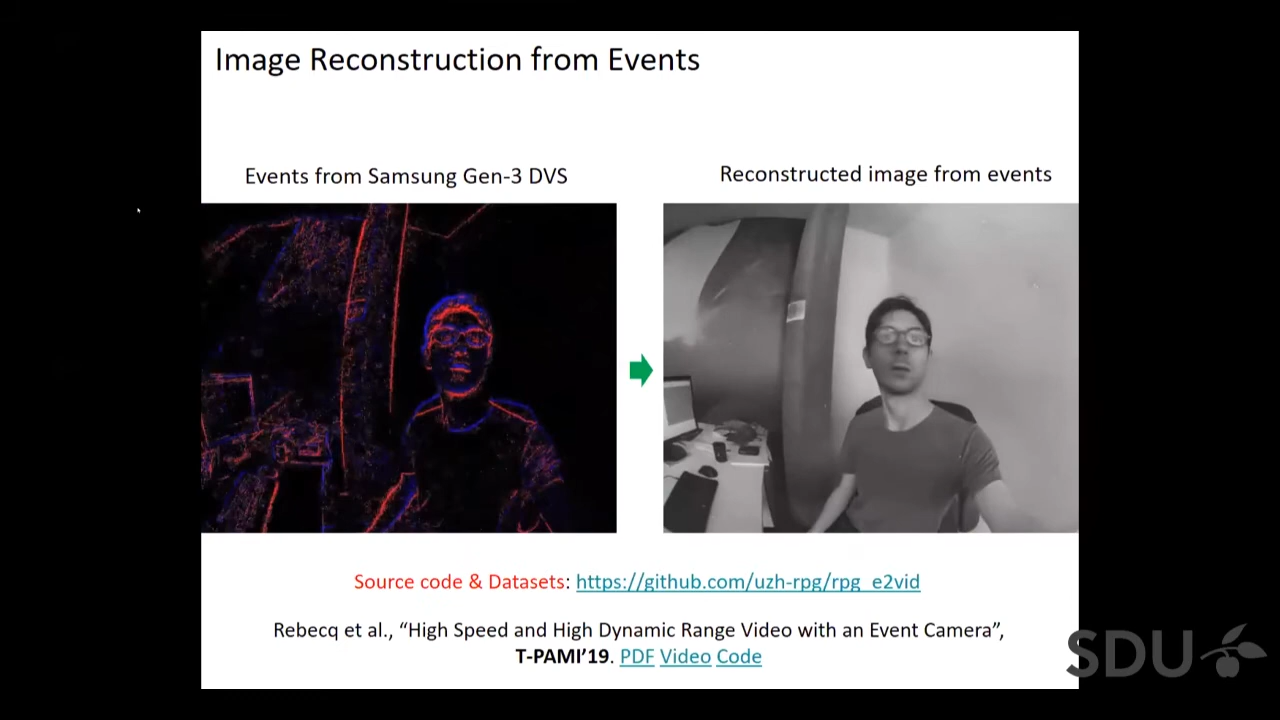 Image Reconstruction from Events
Events from Samsung Gen-3 DVS
Reconstructed image from events
Source code & Datasets: https://github.com/uzh-rpg/rpg_e2vid
Rebecq et al., “High Speed and High Dynamic Range Video with an Event Camera”,
T-PAMI’19. PDF Video Code
SDU